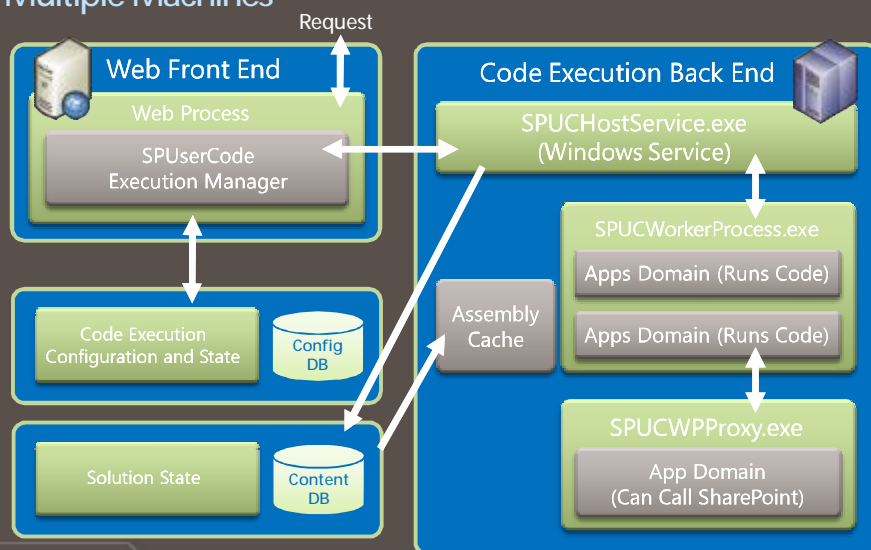 Multiple Machines
Request
Web Front End
Web Process
SPUserCode
Execution Manager
Code Execution
Configuration and State
Config
DB
Solution State
Content
DB
Code Execution Back End
SPUCHostService.exe
(Windows Service)
SPUCWorkerProcess.exe
Apps Domain (Runs Code)
Apps Domain (Runs Code)
Assembly
Cache
SPUCWPProxy.exe
App Domain
(Can Call SharePoint)